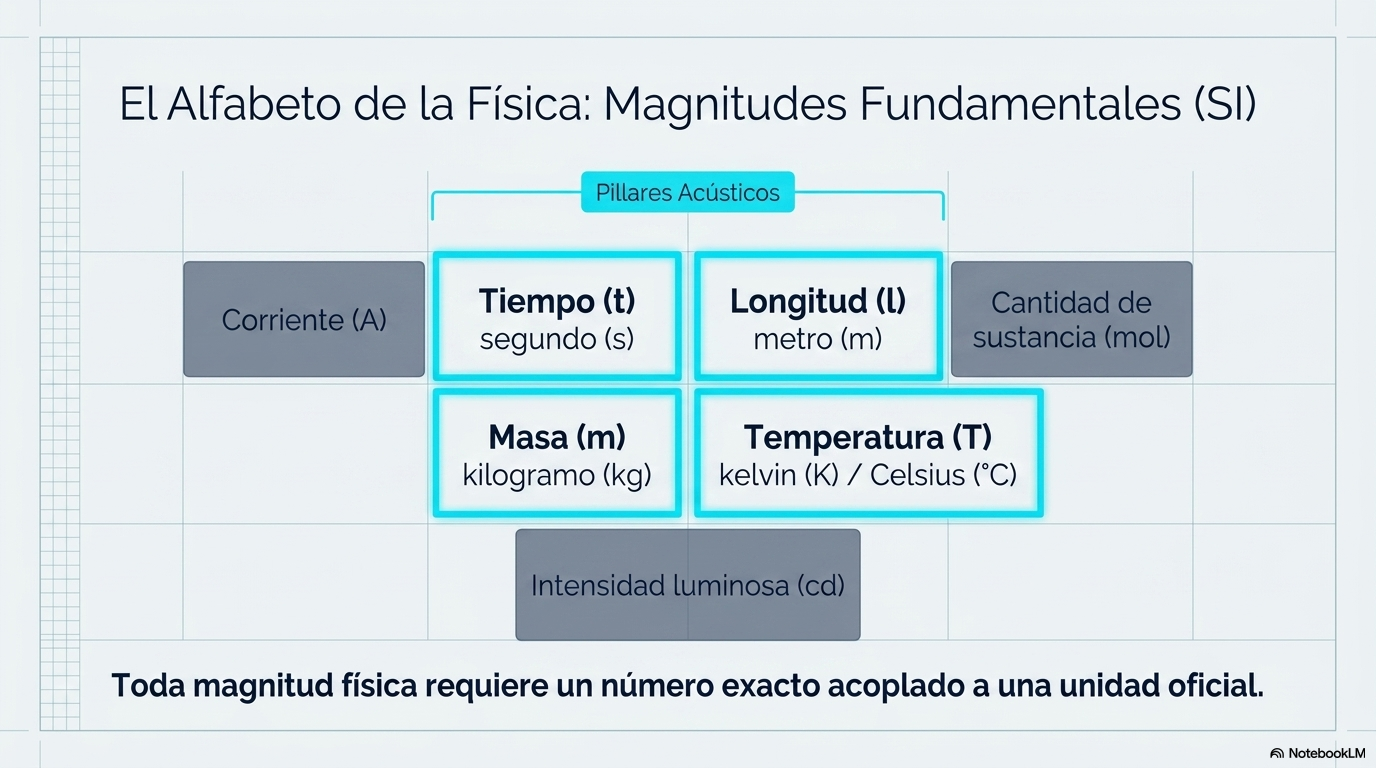 El Alfabeto de la Física: Magnitudes Fundamentales (SI)
Pillares Acústicos
Corriente (A)
Tiempo (t)
segundo (s)
Longitud (l)
metro (m)
Cantidad de
sustancia (mol)
Masa (m)
kilogramo (kg)
Temperatura (T)
kelvin (K) / Celsius (°C)
Intensidad luminosa (cd)
Toda magnitud física requiere un número exacto acoplado a una unidad oficial.
NotebookLM